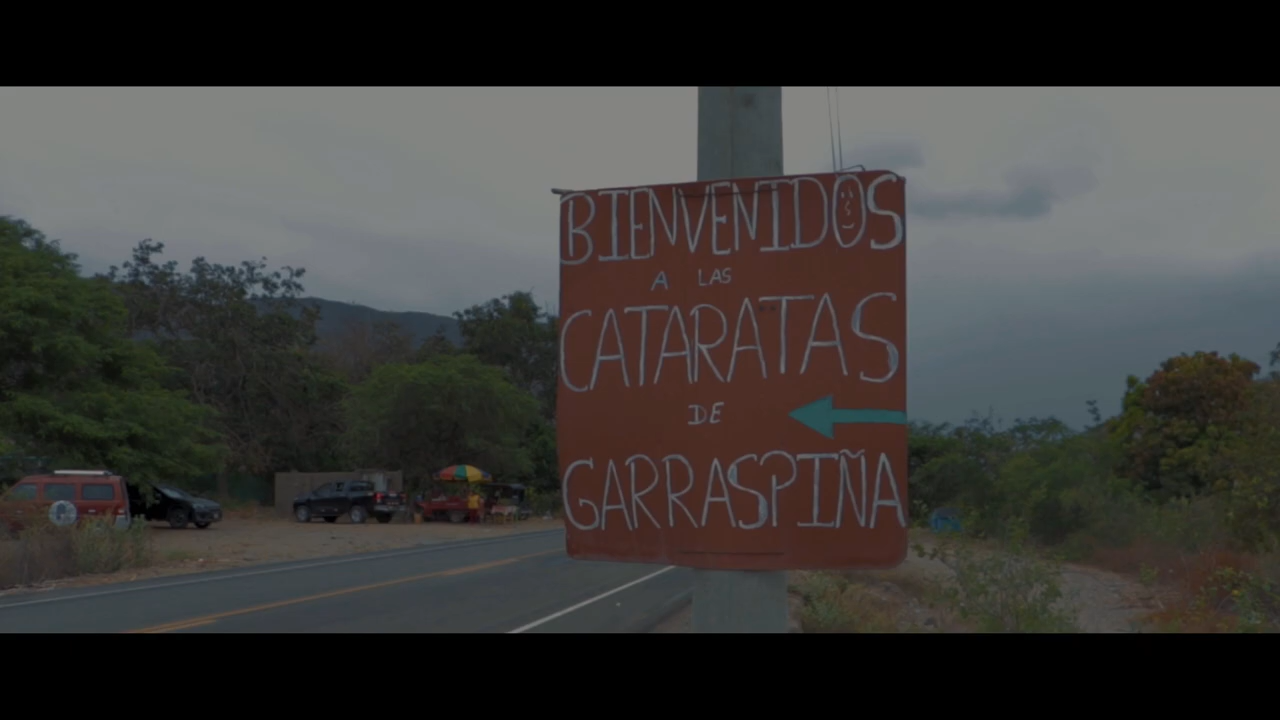 BIENVENIDOS
A LAS
CATARATAS
DE
GARRASPIÑA